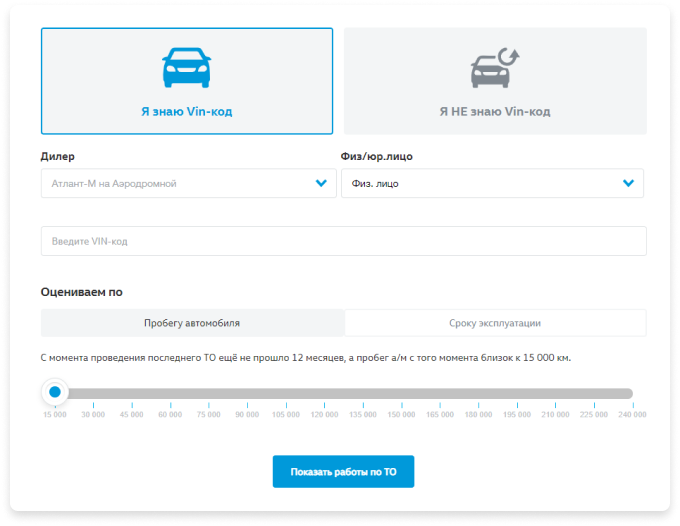 Я знаю Vin-код
Я НЕ знаю Vin-код
Дилер
Физ/юр.лицо
Атлант-М на Аэродромной
Физ. лицо
Введите VIN-код
Оцениваем по
Пробегу автомобиля
Сроку эксплуатации
С момента проведения последнего ТО ещё не прошло 12 месяцев, а пробег а/м с того момента близок к 15 000 км.
15 000 30 000 45 000 60 000 75 000 90 000 105 000 120 000 135 000 150 000 165 000 180 000 195 000 210 000 225 000 240 000
Показать работы по ТО